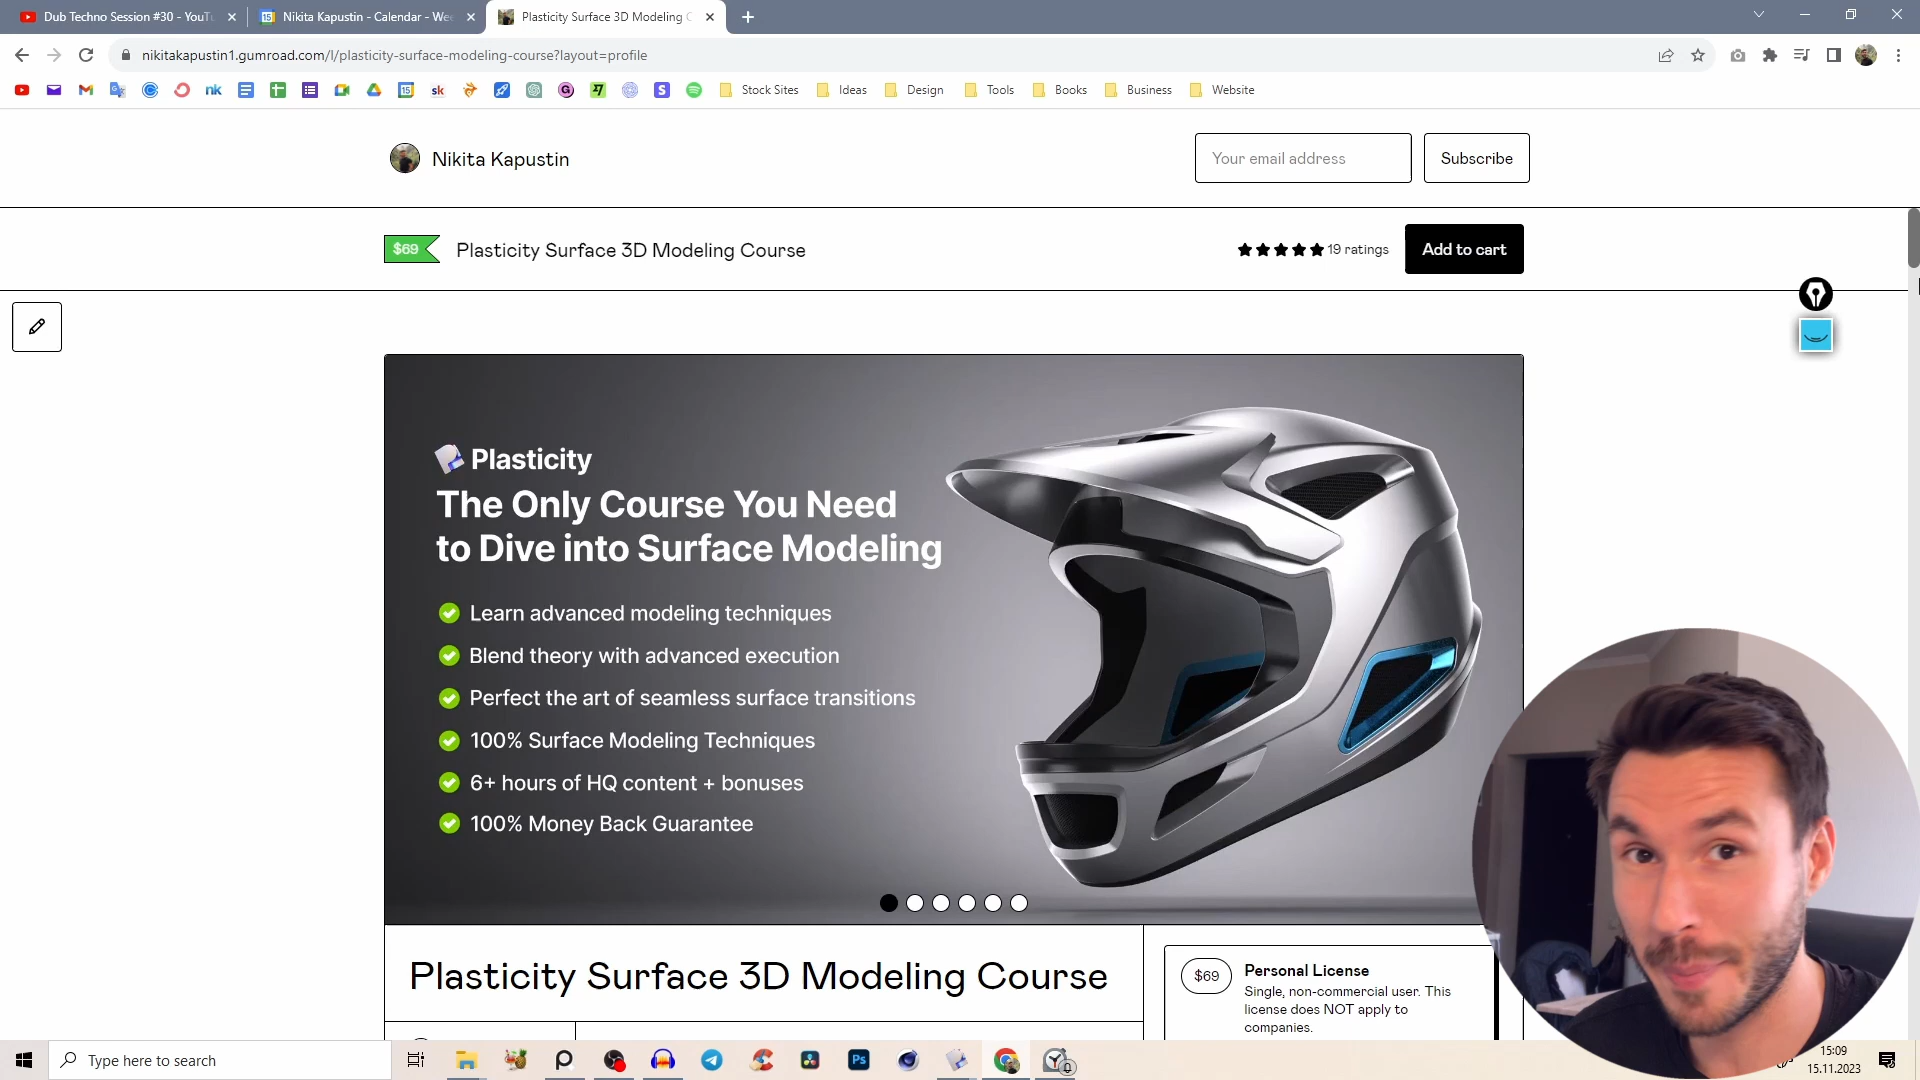 Dub Techno Session #30 - YouTu
Nikita Kapustin - Calendar - Wee
Plasticity Surface 3D Modeling C
nikitakapustin1.gumroad.com/l/plasticity-surface-modeling-course?layout=profile
nk
15
sk
G
S
Stock Sites
Ideas
Design
Tools
Books
Business
Website
Nikita Kapustin
Your email address
Subscribe
$69
Plasticity Surface 3D Modeling Course
19 ratings
Add to cart
Plasticity
The Only Course You Need
to Dive into Surface Modeling
Learn advanced modeling techniques
Blend theory with advanced execution
Perfect the art of seamless surface transitions
100% Surface Modeling Techniques
6+ hours of HQ content + bonuses
100% Money Back Guarantee
Plasticity Surface 3D Modeling Course
$69
Personal License
Single, non-commercial user. This
license does NOT apply to
companies.
Type here to search
Ps
15:09
15.11.2023